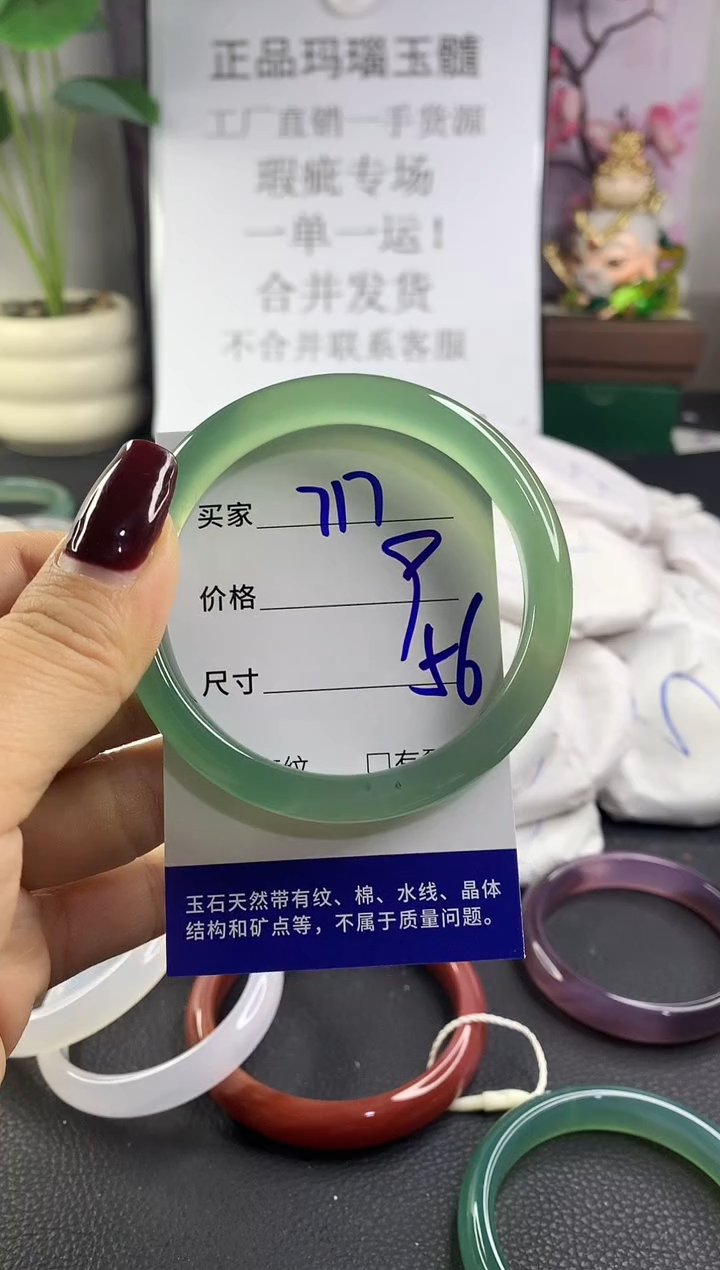 正品玛瑙玉髓
工厂直销一手货源
瑕疵专场
一单一运!
合并发货
不合并联系客服
买家 717
价格
尺寸 56
纹 □有
玉石天然带有纹、棉、水线、晶体
结构和矿点等，不属于质量问题。